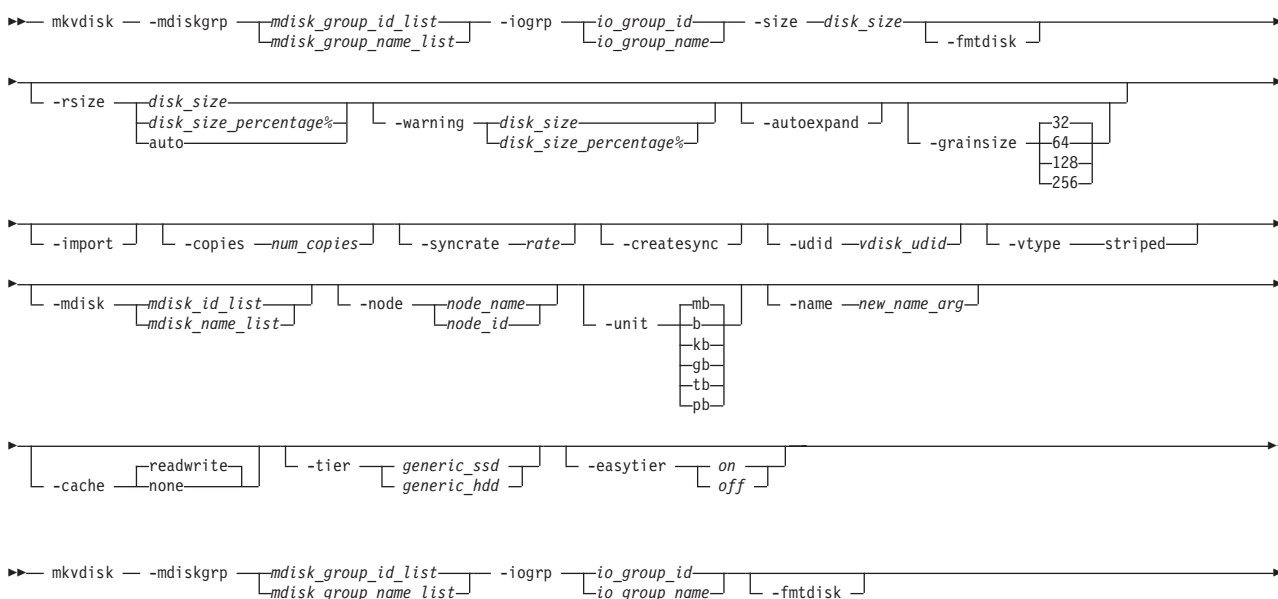 mkvdisk -mdiskgrp mdisk_group_id_list -iogrp io_group_id -size disk_size
mdisk_group_name_list io_group_name -fmtdisk
-rsize disk_size
disk_size_percentage% -warning disk_size -autoexpand 32
auto disk_size_percentage% -grainsize 64
128
256
-import -copies num_copies -syncrate rate -createsync -udid vdisk_udid -vtype striped
-mdisk mdisk_id_list -node node_name mb -name new_name_arg
mdisk_name_list node_id -unit b
kb
gb
tb
pb
readwrite -tier generic_ssd -easytier on
-cache none generic_hdd off
mkvdisk -mdiskgrp mdisk_group_id_list -iogrp io_group_id
mdisk_group_name_list io_group_name -fmtdisk